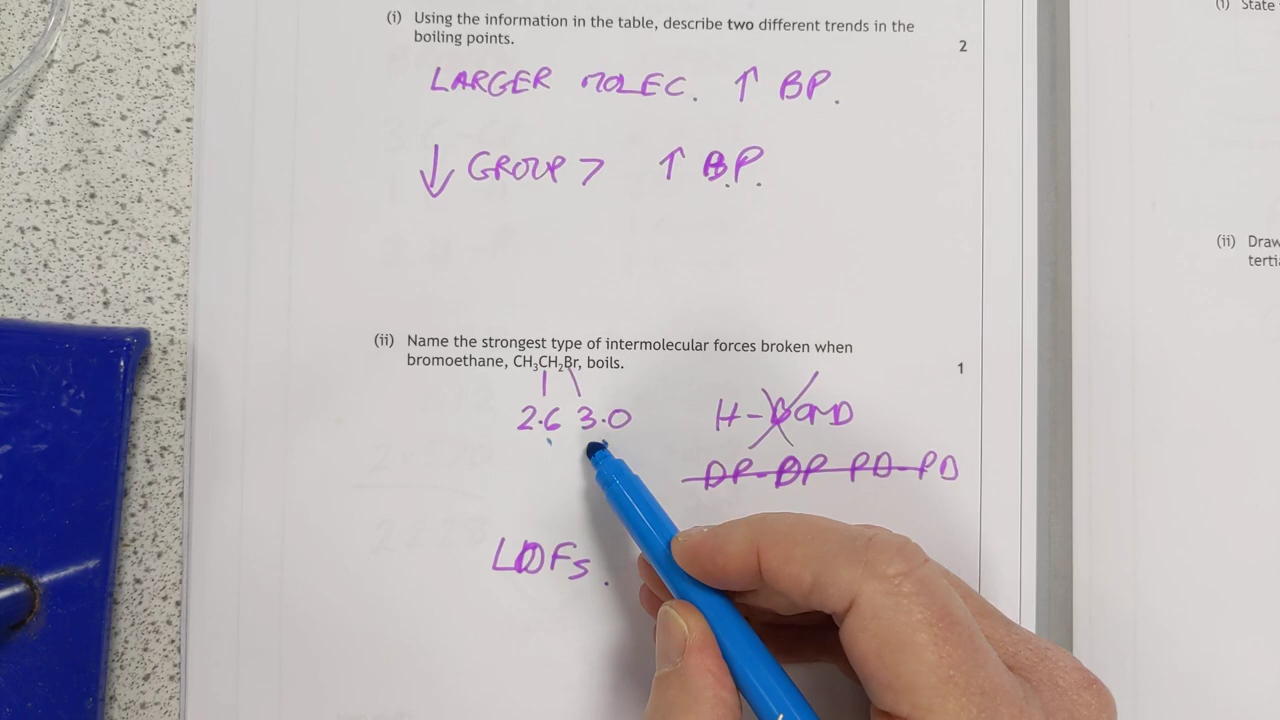 (i) Using the information in the table, describe two different trends in the
boiling points.
2
LARGER MOLEC. ↑ BP.
↓ GROUP 7 ↑ B.P.
(ii) Name the strongest type of intermolecular forces broken when
bromoethane, CH₃CH₂Br, boils.
1
2.6 3.0 H-BOND
DP-DP PD-PD
LDFs.
(i) State
(ii) Draw
terti